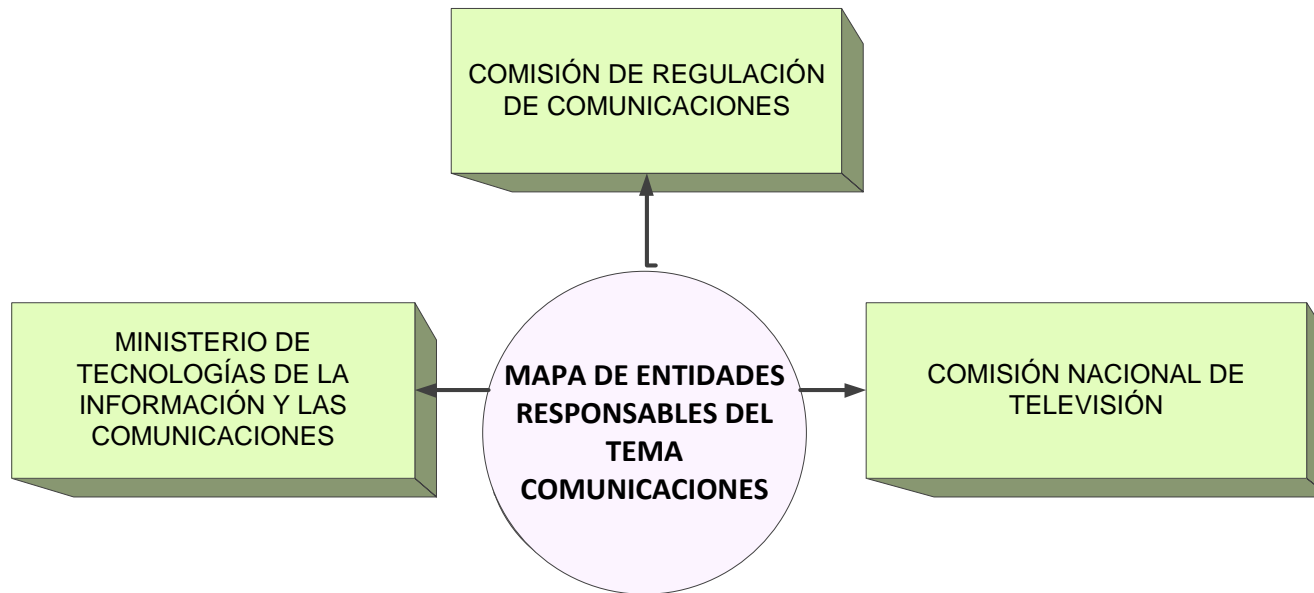 COMISIÓN DE REGULACIÓN
DE COMUNICACIONES
MINISTERIO DE
TECNOLOGÍAS DE LA
INFORMACIÓN Y LAS
COMUNICACIONES
MAPA DE ENTIDADES
RESPONSABLES DEL
TEMA
COMUNICACIONES
COMISIÓN NACIONAL DE
TELEVISIÓN